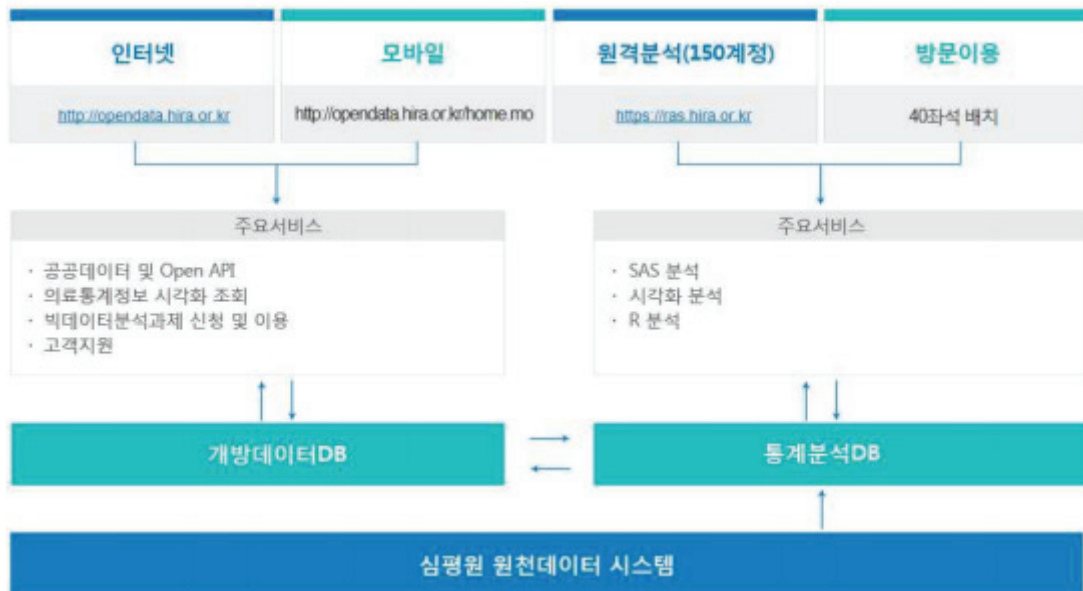 인터넷
모바일
원격분석(150계정)
방문이용
http://opendata.hira.or.kr
http://opendata.hira.or.kr/home.mo
https://ras.hira.or.kr
40좌석 배치
주요서비스
· 공공데이터 및 Open API
· 의료통계정보 시각화 조회
· 빅데이터분석과제 신청 및 이용
· 고객지원
주요서비스
· SAS 분석
· 시각화 분석
· R 분석
개방데이터DB
통계분석DB
심평원 원천데이터 시스템